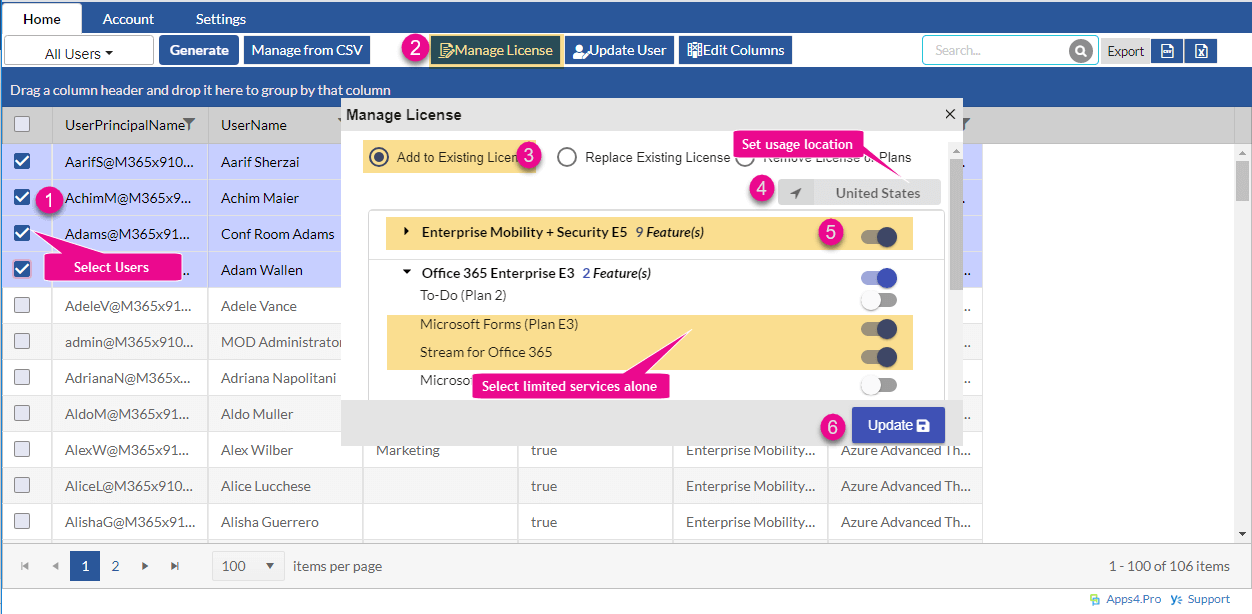 Home Account Settings
All Users Generate Manage from CSV 2 Manage License Update User Edit Columns Search... Export
Drag a column header and drop it here to group by that column
UserPrincipalName UserName
AarifS@M365x910... Aarif Sherzai
1 AchimM@M365x9... Achim Maier
Adams@M365x91... Conf Room Adams
Select Users ... Adam Wallen
AdeleV@M365x91... Adele Vance
admin@M365x910... MOD Administrator
AdrianaN@M365x... Adriana Napolitani
AldoM@M365x910... Aldo Muller
AlexW@M365x91... Alex Wilber Marketing true Enterprise Mobility... Azure Advanced Th...
AliceL@M365x910... Alice Lucchese true Enterprise Mobility... Azure Advanced Th...
AlishaG@M365x91... Alisha Guerrero true Enterprise Mobility... Azure Advanced Th...
Manage License
Set usage location
Add to Existing Licen 3 Replace Existing License Remove License or Plans
4 United States
Enterprise Mobility + Security E5 9 Feature(s) 5
Office 365 Enterprise E3 2 Feature(s)
To-Do (Plan 2)
Microsoft Forms (Plan E3)
Stream for Office 365
Microso
Select limited services alone
6 Update
1 2 100 items per page 1 - 100 of 106 items
Apps4.Pro Support